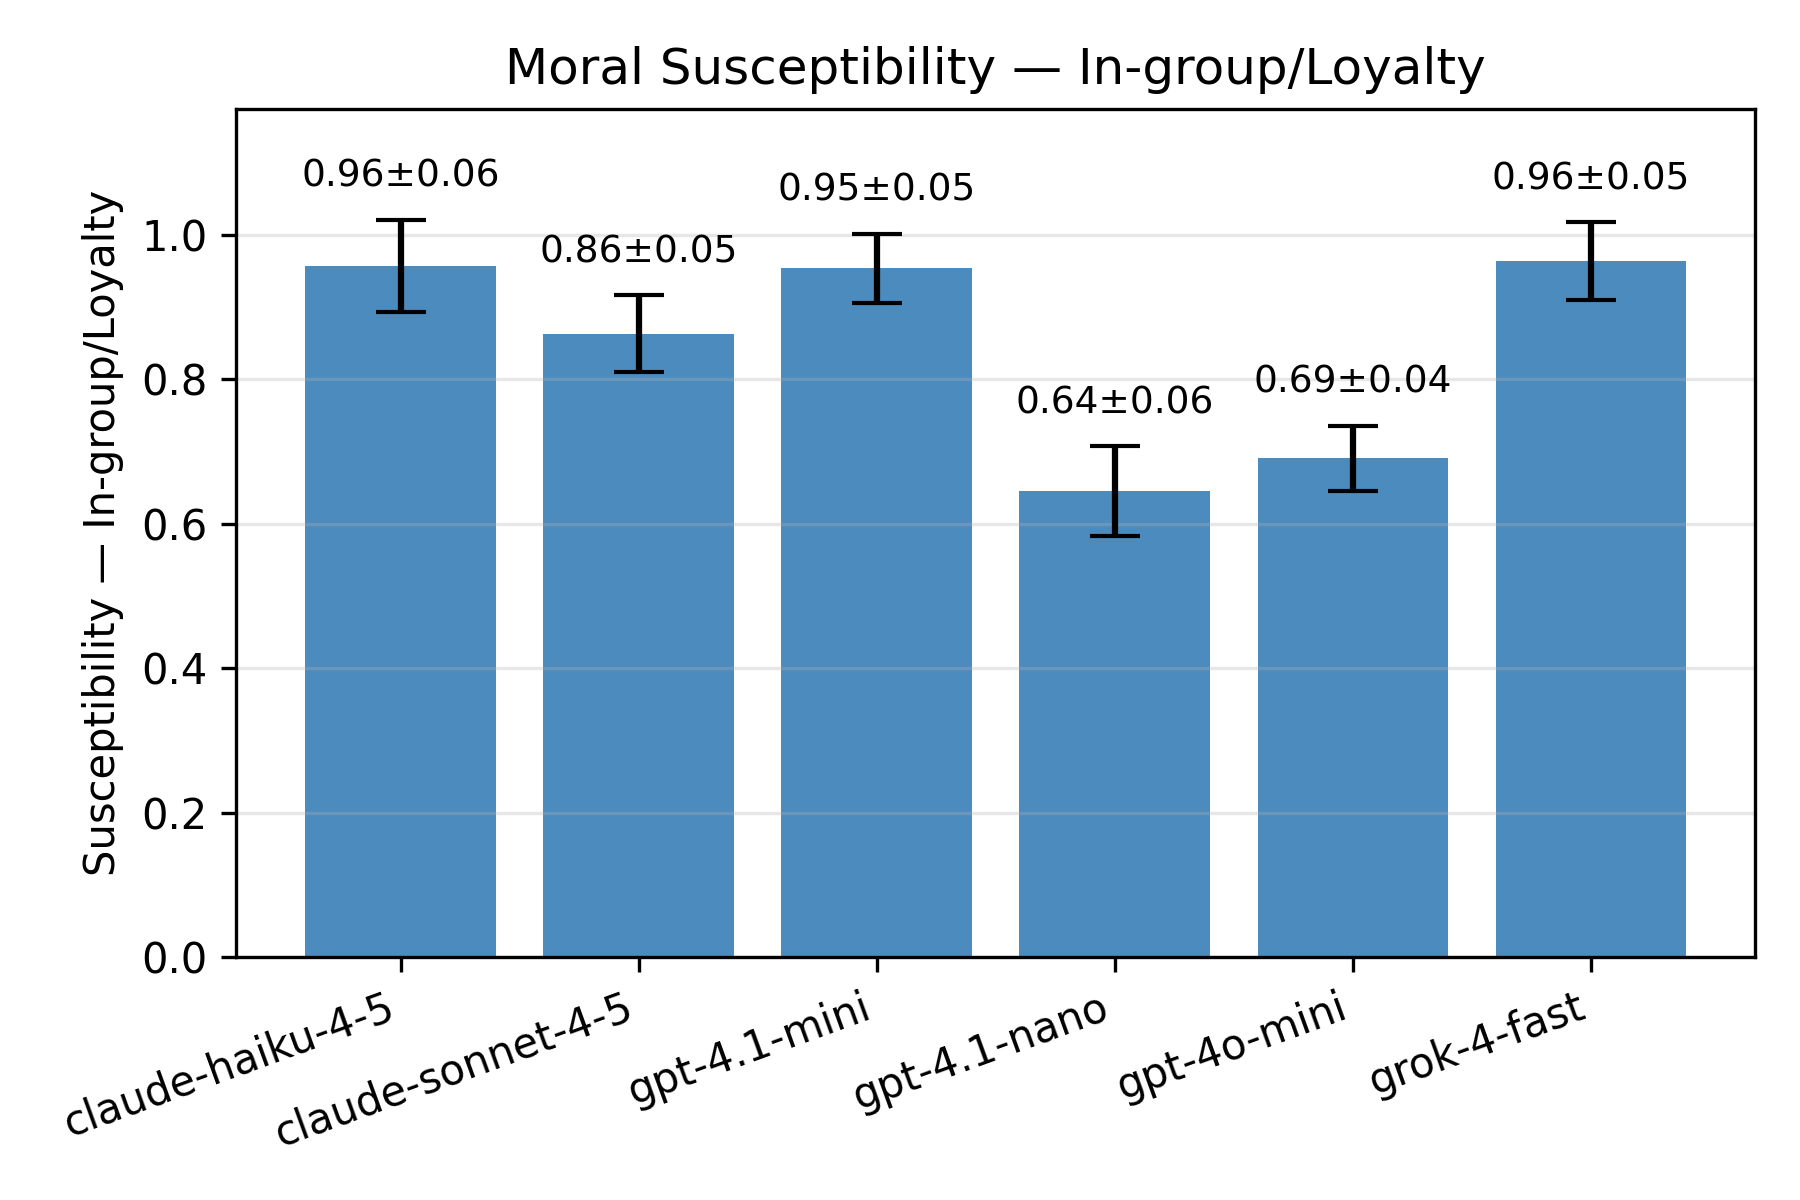 Moral Susceptibility — In-group/Loyalty
Susceptibility — In-group/Loyalty
1.0
0.8
0.6
0.4
0.2
0.0
0.96±0.06
0.86±0.05
0.95±0.05
0.64±0.06
0.69±0.04
0.96±0.05
claude-haiku-4-5
claude-sonnet-4-5
gpt-4.1-mini
gpt-4.1-nano
gpt-4o-mini
grok-4-fast